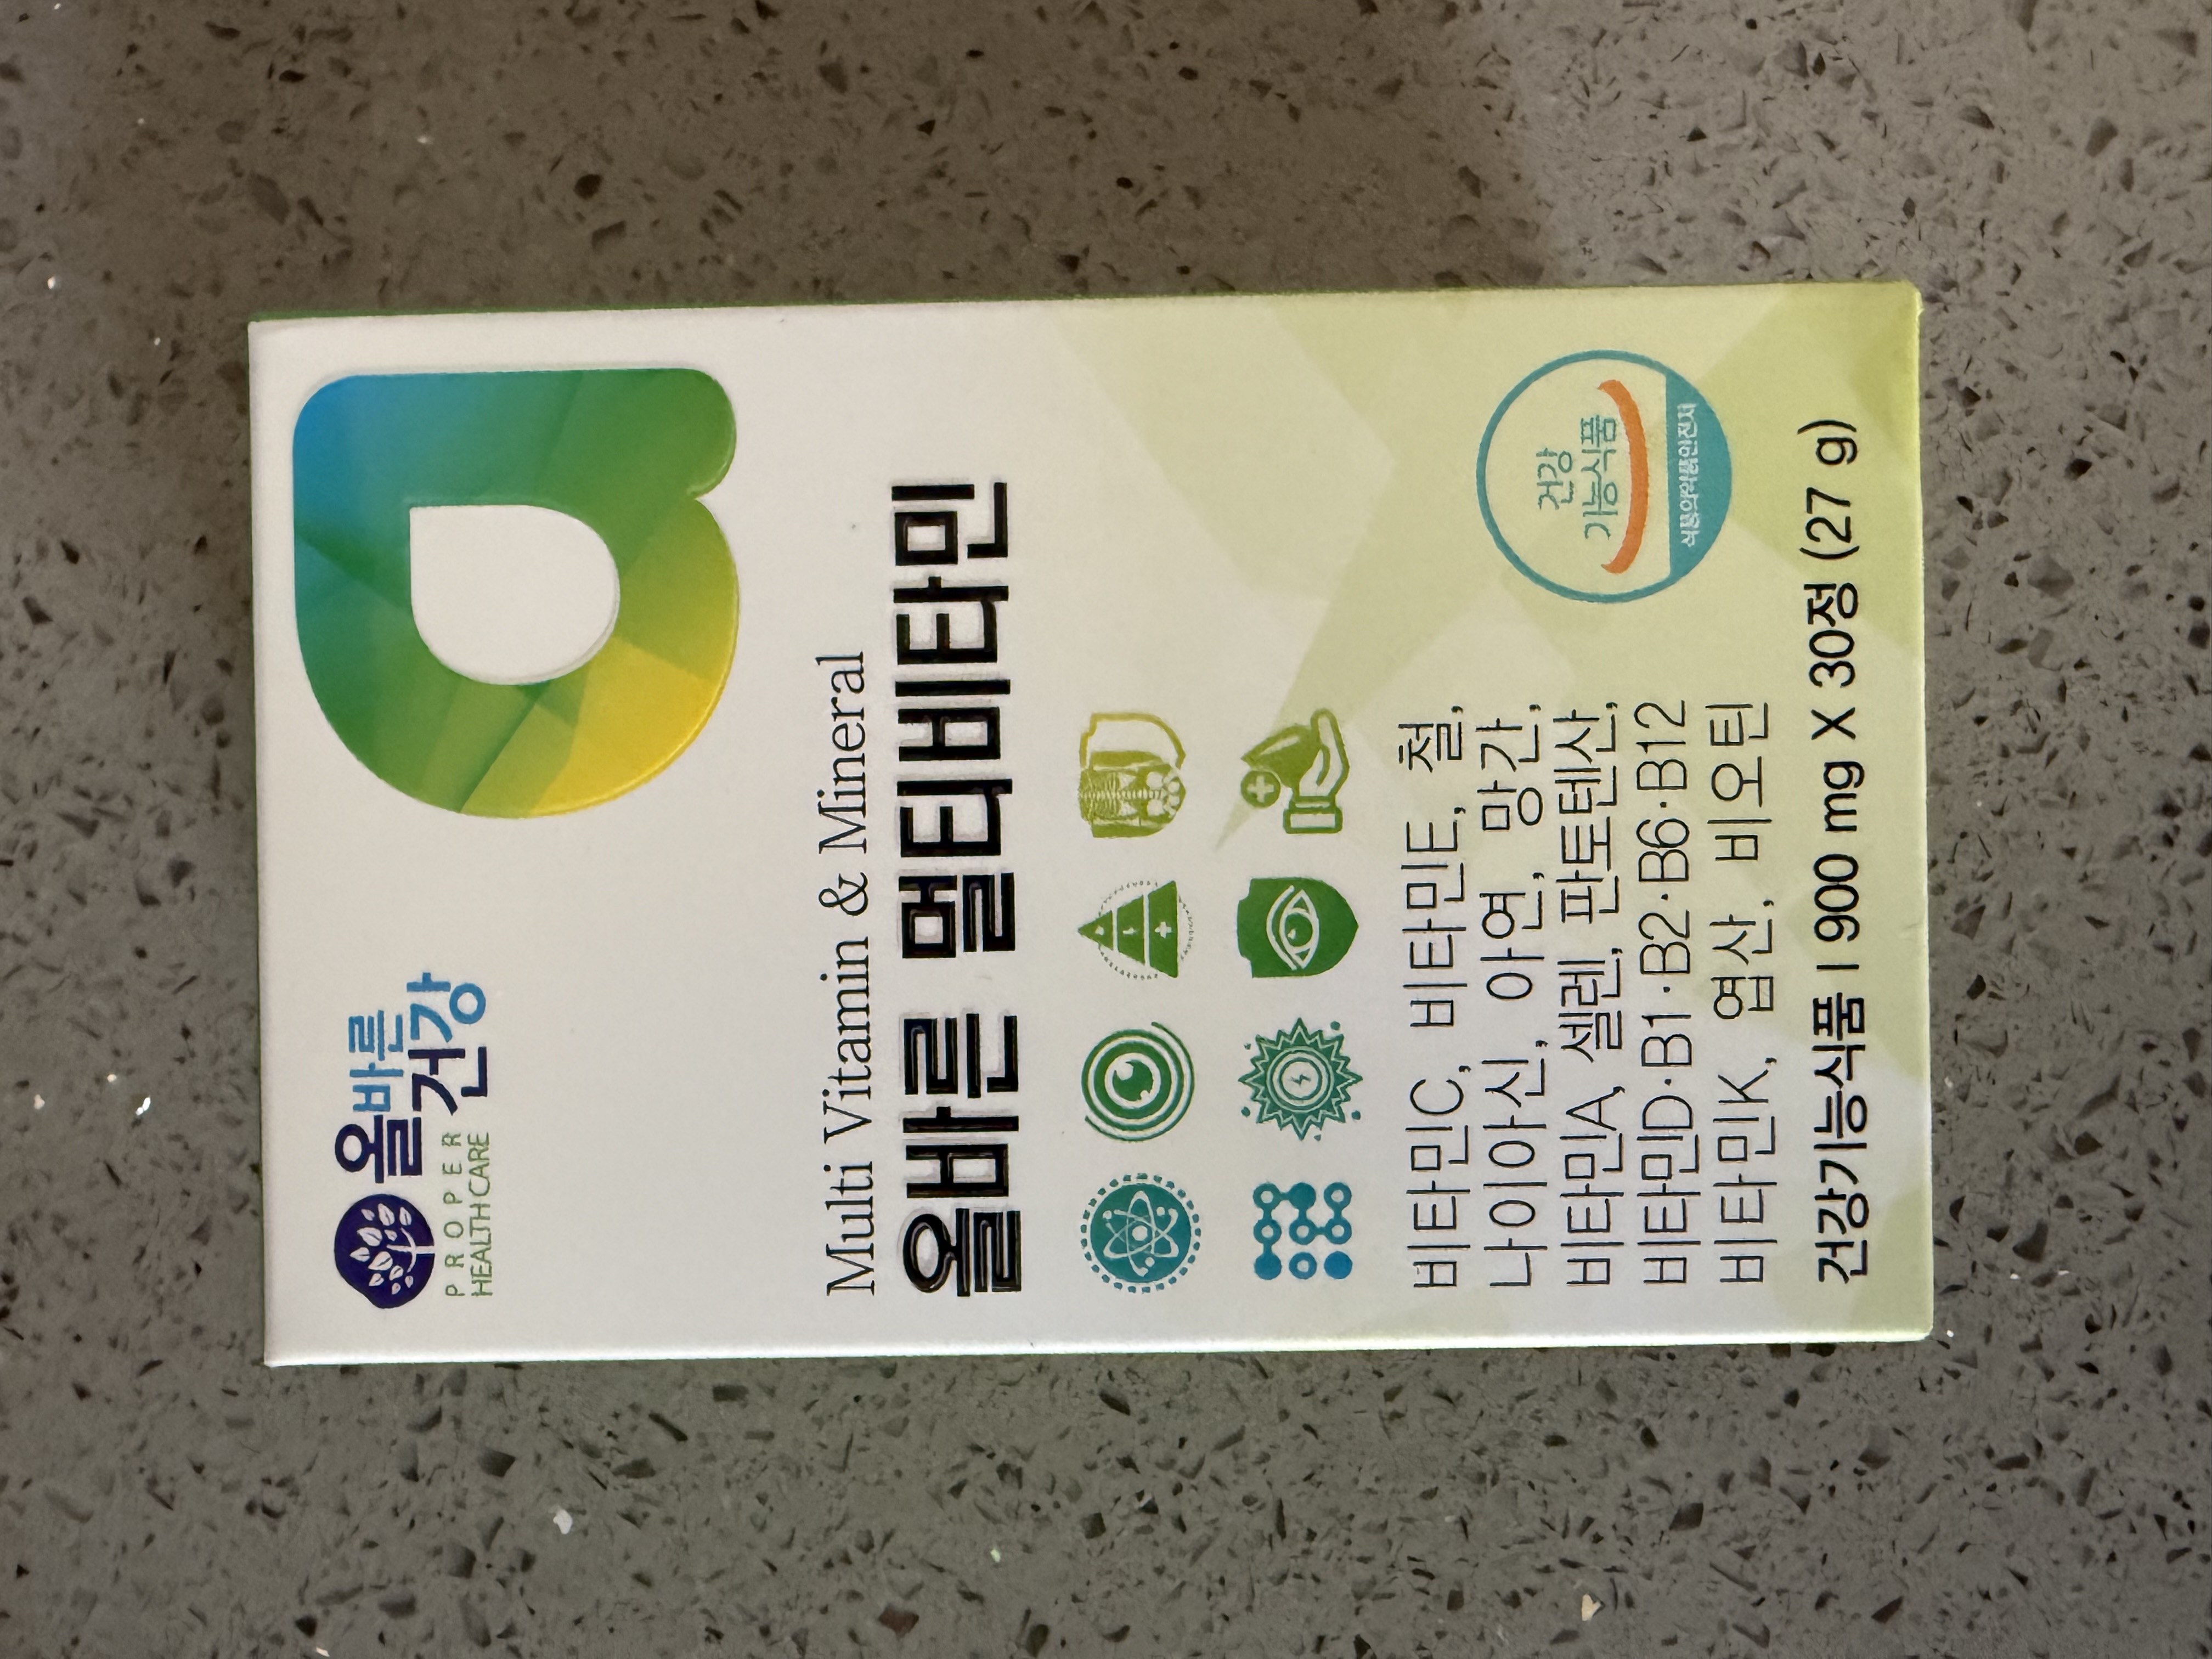 올바른
건강
PROPER
HEALTH CARE
Multi Vitamin & Mineral
올바른 멀티비타민
비타민C, 비타민E, 철,
나이아신, 아연, 망간,
비타민A, 셀렌, 판토텐산,
비타민D·B1·B2·B6·B12
비타민K, 엽산, 비오틴
건강
기능식품
식품의약품안전처
건강기능식품 I 900 mg X 30정 (27 g)